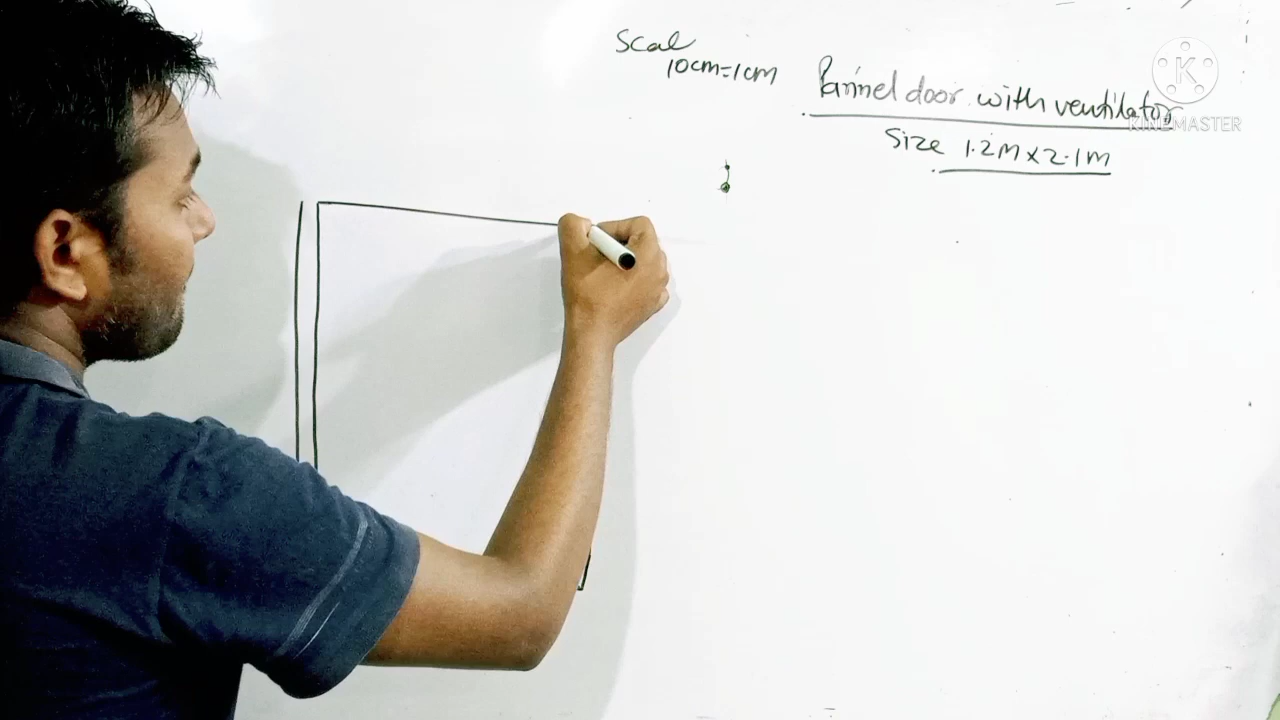 Scal
10cm=1cm
Pannel door with ventilator
Size 1.2M x 2.1M
K
KINEMASTER